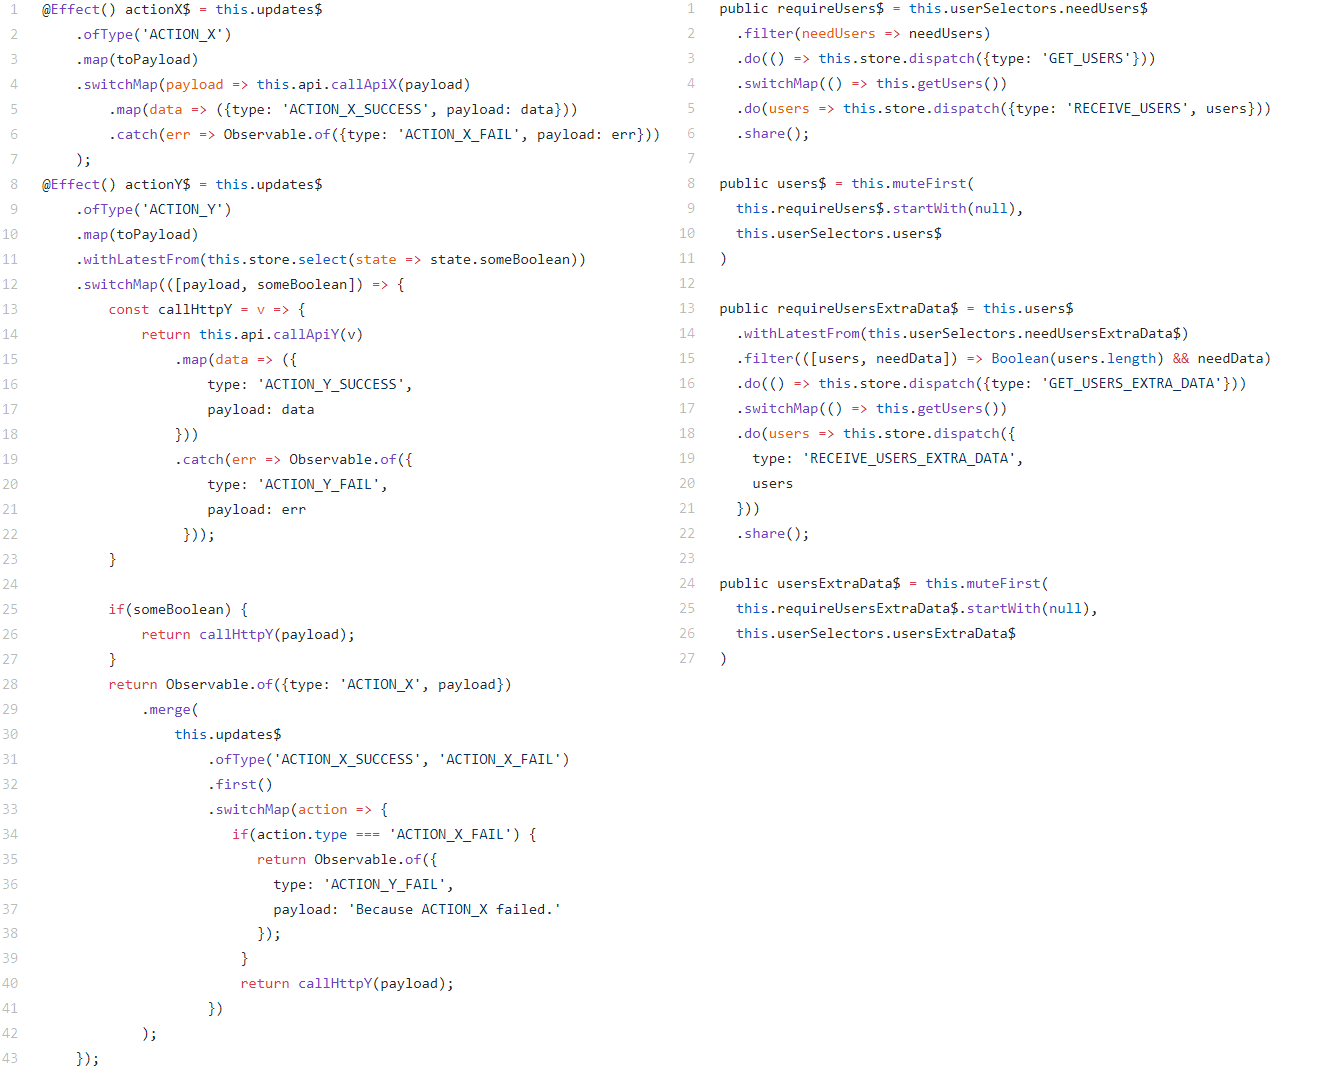 1 @Effect() actionX$ = this.updates$
2 .ofType('ACTION_X')
3 .map(toPayload)
4 .switchMap(payload => this.api.callApiX(payload)
5 .map(data => ({type: 'ACTION_X_SUCCESS', payload: data}))
6 .catch(err => Observable.of({type: 'ACTION_X_FAIL', payload: err}))
7 );
8 @Effect() actionY$ = this.updates$
9 .ofType('ACTION_Y')
10 .map(toPayload)
11 .withLatestFrom(this.store.select(state => state.someBoolean))
12 .switchMap(([payload, someBoolean]) => {
13 const callHttpY = v => {
14 return this.api.callApiY(v)
15 .map(data => ({
16 type: 'ACTION_Y_SUCCESS',
17 payload: data
18 }))
19 .catch(err => Observable.of({
20 type: 'ACTION_Y_FAIL',
21 payload: err
22 }));
23 }
24
25 if(someBoolean) {
26 return callHttpY(payload);
27 }
28 return Observable.of({type: 'ACTION_X', payload})
29 .merge(
30 this.updates$
31 .ofType('ACTION_X_SUCCESS', 'ACTION_X_FAIL')
32 .first()
33 .switchMap(action => {
34 if(action.type === 'ACTION_X_FAIL') {
35 return Observable.of({
36 type: 'ACTION_Y_FAIL',
37 payload: 'Because ACTION_X failed.'
38 });
39 }
40 return callHttpY(payload);
41 })
42 );
43 });
1 public requireUsers$ = this.userSelectors.needUsers$
2 .filter(needUsers => needUsers)
3 .do(() => this.store.dispatch({type: 'GET_USERS'}))
4 .switchMap(() => this.getUsers())
5 .do(users => this.store.dispatch({type: 'RECEIVE_USERS', users}))
6 .share();
7
8 public users$ = this.muteFirst(
9 this.requireUsers$.startWith(null),
10 this.userSelectors.users$
11 )
12
13 public requireUsersExtraData$ = this.users$
14 .withLatestFrom(this.userSelectors.needUsersExtraData$)
15 .filter(([users, needData]) => Boolean(users.length) && needData)
16 .do(() => this.store.dispatch({type: 'GET_USERS_EXTRA_DATA'}))
17 .switchMap(() => this.getUsers())
18 .do(users => this.store.dispatch({
19 type: 'RECEIVE_USERS_EXTRA_DATA',
20 users
21 }))
22 .share();
23
24 public usersExtraData$ = this.muteFirst(
25 this.requireUsersExtraData$.startWith(null),
26 this.userSelectors.usersExtraData$
27 )